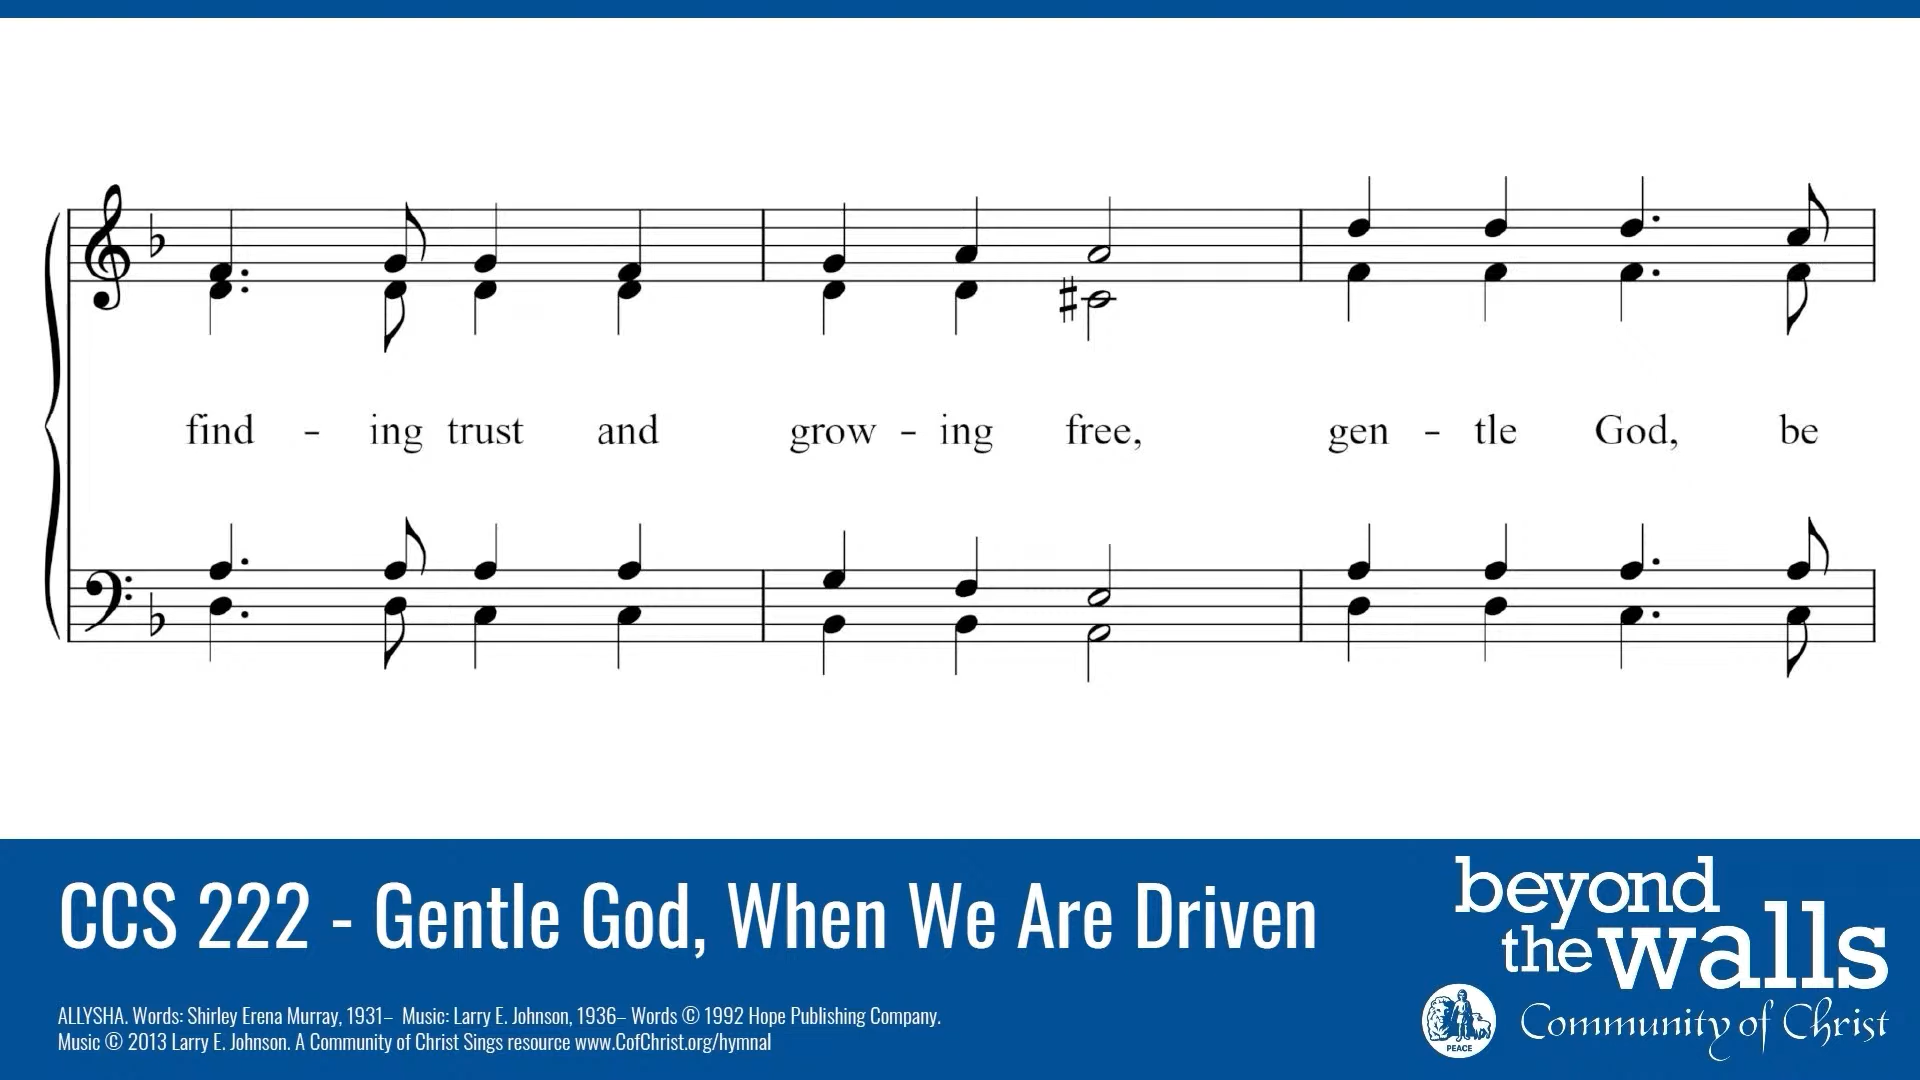 find - ing trust and grow - ing free, gen - tle God, be
CCS 222 - Gentle God, When We Are Driven
ALLYSHA. Words: Shirley Erena Murray, 1931– Music: Larry E. Johnson, 1936– Words © 1992 Hope Publishing Company.
Music © 2013 Larry E. Johnson. A Community of Christ Sings resource www.CofChrist.org/hymnal
beyond
the walls
PEACE
Community of Christ